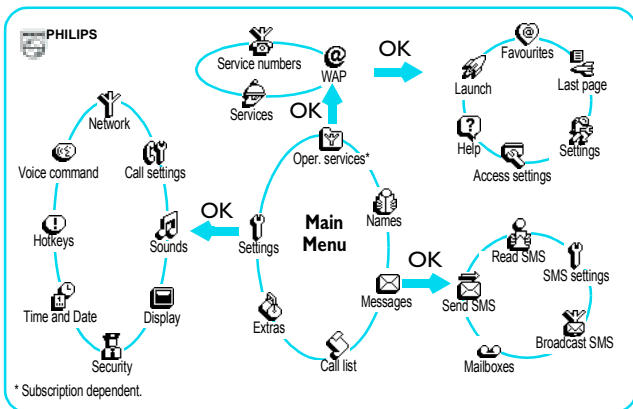 PHILIPS
Service numbers
@
WAP
Services
OK
OK
Favourites
Launch
Last page
Help
Settings
Access settings
Network
Voice command
Call settings
Hotkeys
Sounds
Time and Date
Display
Security
OK
Oper. services*
Settings
Main
Menu
Names
Extras
Messages
Call list
OK
Read SMS
SMS settings
Send SMS
Broadcast SMS
Mailboxes
* Subscription dependent.